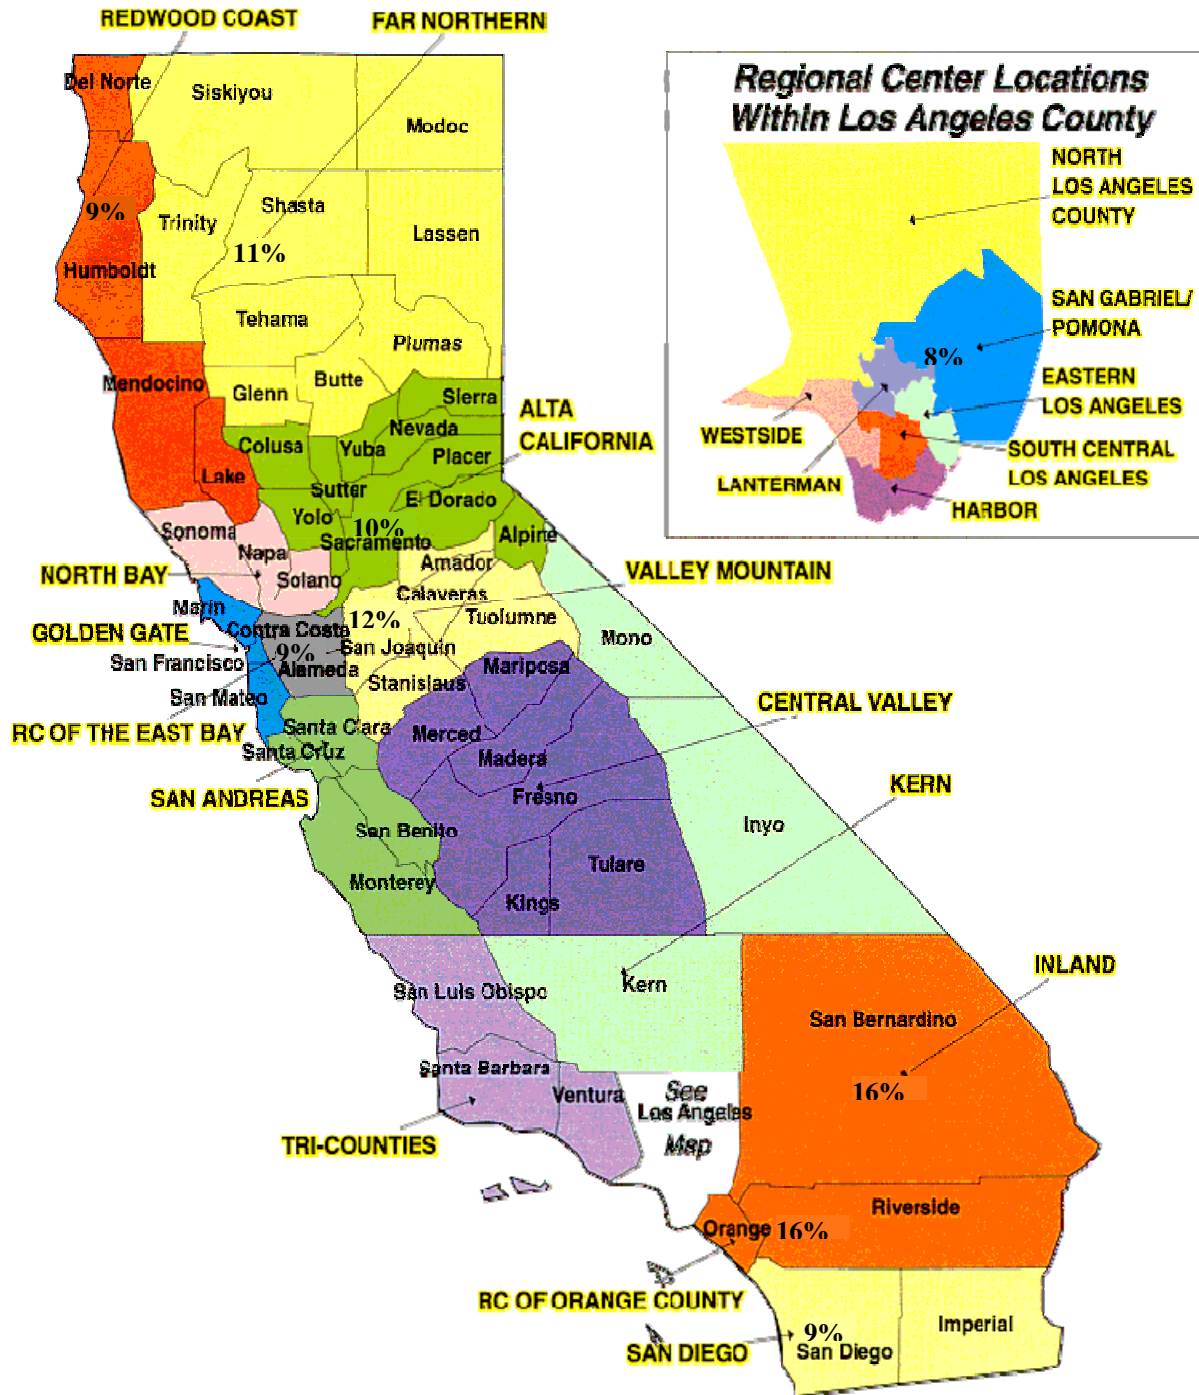 REDWOOD COAST
FAR NORTHERN
Del Norte
Siskiyou
Modoc
9%
Humboldt
Trinity
Shasta
11%
Lassen
Tehama
Plumas
Mendocino
Glenn
Butte
Sierra
Nevada
Colusa
Yuba
Placer
ALTA
CALIFORNIA
Lake
Sutter
El Dorado
Yolo
10%
Sacramento
Alpine
Sonoma
Napa
Solano
NORTH BAY
Amador
Calaveras
VALLEY MOUNTAIN
Marin
12%
Tuolumne
Contra Costa
GOLDEN GATE
Mono
9%
San Joaquin
San Francisco
Alameda
Mariposa
Stanislaus
San Mateo
CENTRAL VALLEY
RC OF THE EAST BAY
Santa Clara
Merced
Santa Cruz
Madera
SAN ANDREAS
Fresno
KERN
San Benito
Inyo
Tulare
Monterey
Kings
INLAND
San Luis Obispo
Kern
San Bernardino
Santa Barbara
Ventura
16%
See
Los Angeles
Map
TRI-COUNTIES
Riverside
Orange
16%
RC OF ORANGE COUNTY
9%
SAN DIEGO
San Diego
Imperial
Regional Center Locations
Within Los Angeles County
NORTH
LOS ANGELES
COUNTY
SAN GABRIEL/
POMONA
8%
EASTERN
LOS ANGELES
WESTSIDE
SOUTH CENTRAL
LOS ANGELES
LANTERMAN
HARBOR